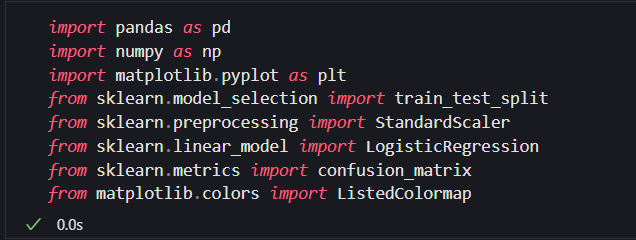 import pandas as pd
import numpy as np
import matplotlib.pyplot as plt
from sklearn.model_selection import train_test_split
from sklearn.preprocessing import StandardScaler
from sklearn.linear_model import LogisticRegression
from sklearn.metrics import confusion_matrix
from matplotlib.colors import ListedColormap
0.0s